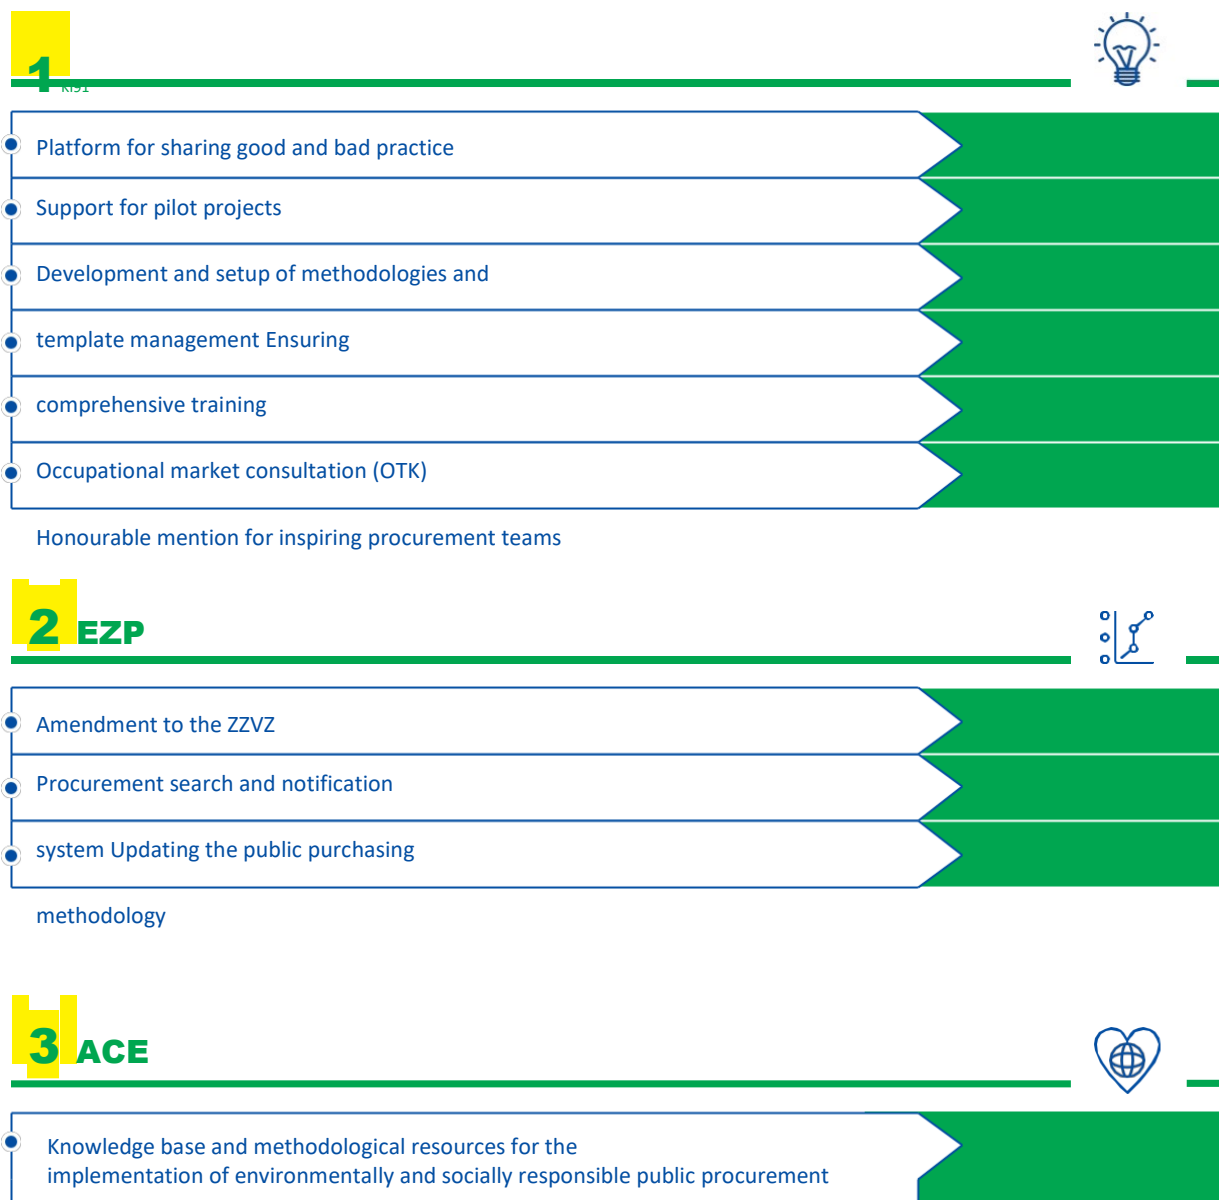 1
KI91
Platform for sharing good and bad practice
Support for pilot projects
Development and setup of methodologies and
template management Ensuring
comprehensive training
Occupational market consultation (OTK)
Honourable mention for inspiring procurement teams
2 EZP
Amendment to the ZZVZ
Procurement search and notification
system Updating the public purchasing
methodology
3 ACE
Knowledge base and methodological resources for the
implementation of environmentally and socially responsible public procurement